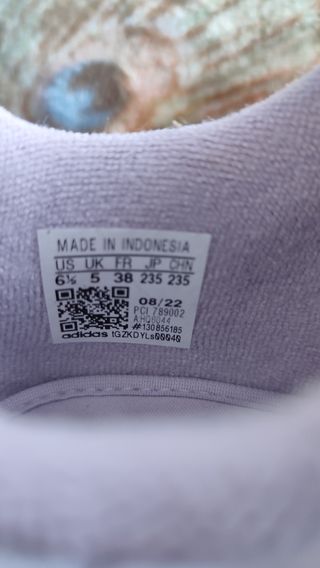 MADE IN INDONESIA
US UK FR JP CHN
6½ 5 38 235 235
08/22
PCI 789002
#130856185
adidas